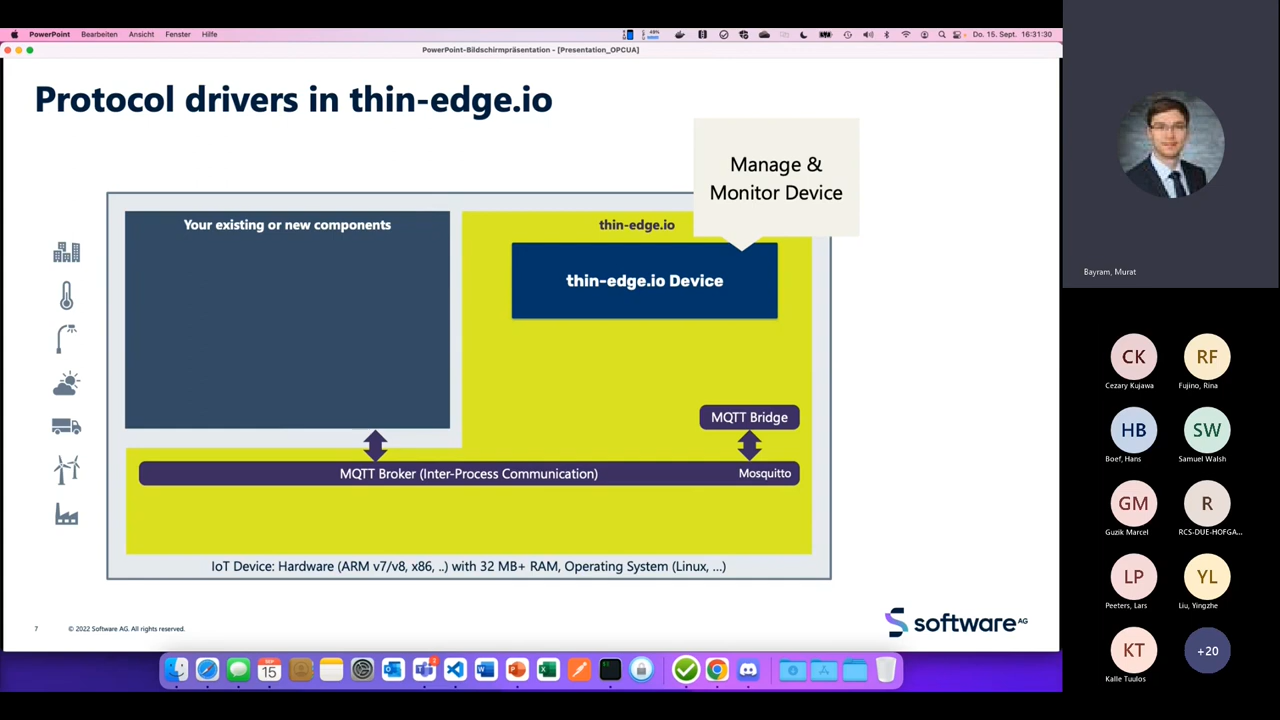 PowerPoint Bearbeiten Ansicht Fenster Hilfe
49%
Do. 15. Sept. 16:31:30
PowerPoint-Bildschirmpräsentation - [Presentation_OPCUA]
Protocol drivers in thin-edge.io
Manage &
Monitor Device
Your existing or new components
thin-edge.io
thin-edge.io Device
MQTT Bridge
MQTT Broker (Inter-Process Communication)
Mosquitto
IoT Device: Hardware (ARM v7/v8, x86, ..) with 32 MB+ RAM, Operating System (Linux, ...)
7
© 2022 Software AG. All rights reserved.
software AG
15
Bayram, Murat
CK
Cezary Kujawa
RF
Fujino, Rina
HB
Boef, Hans
SW
Samuel Walsh
GM
Guzik Marcel
R
RCS-DUE-HOFGA...
LP
Peeters, Lars
YL
Liu, Yingzhe
KT
Kalle Tuulos
+20